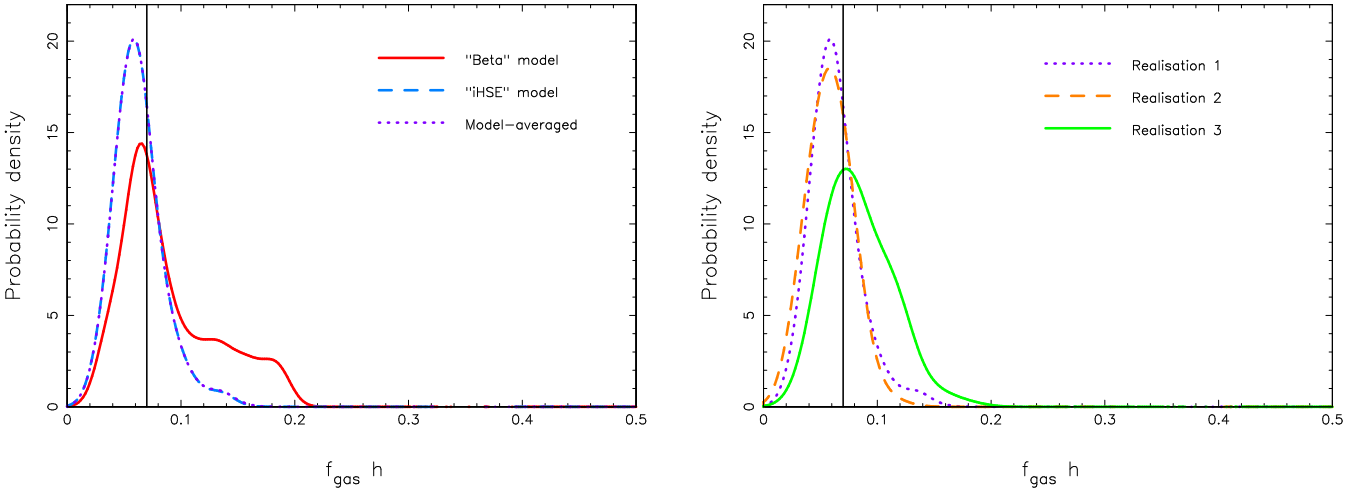 Probability density
20
15
10
5
0
0 0.1 0.2 0.3 0.4 0.5
f_gas h
"Beta" model
"iHSE" model
Model-averaged
Probability density
20
15
10
5
0
0 0.1 0.2 0.3 0.4 0.5
f_gas h
Realisation 1
Realisation 2
Realisation 3